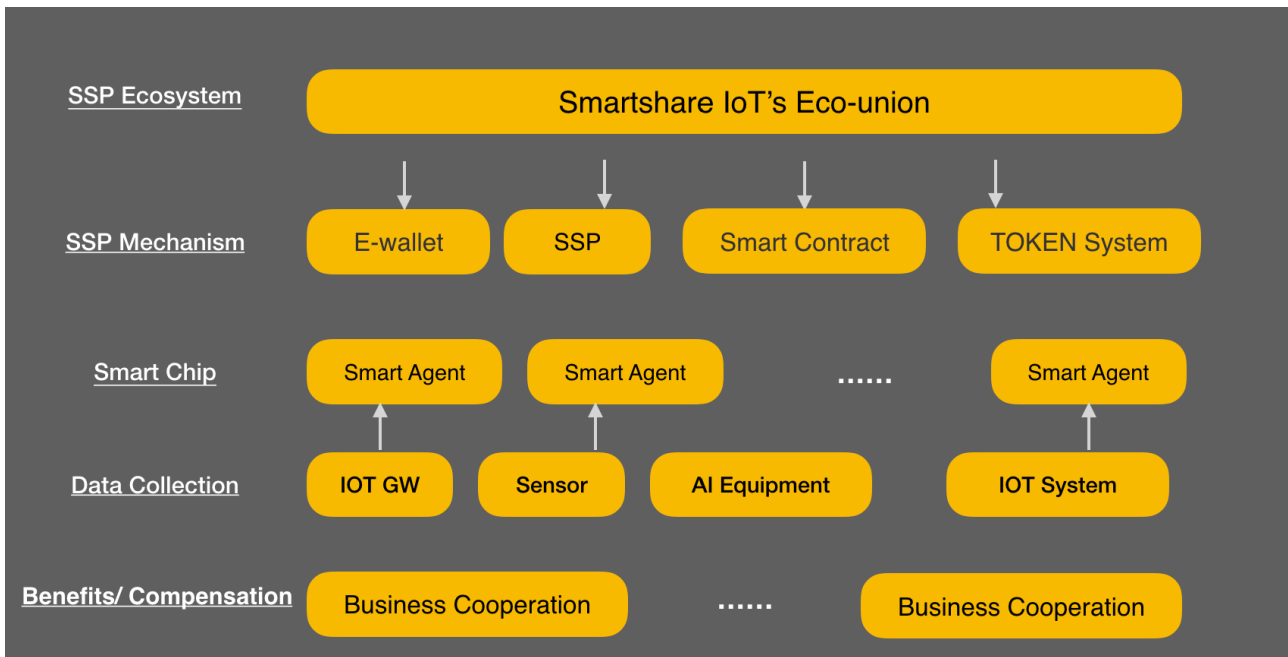 SSP Ecosystem
Smartshare IoT's Eco-union
SSP Mechanism
E-wallet
SSP
Smart Contract
TOKEN System
Smart Chip
Smart Agent
Smart Agent
......
Smart Agent
Data Collection
IOT GW
Sensor
AI Equipment
IOT System
Benefits/ Compensation
Business Cooperation
......
Business Cooperation